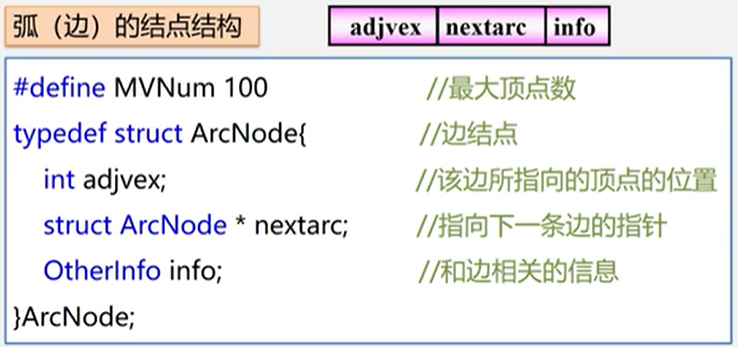 弧（边）的结点结构
adjvex nextarc info
#define MVNum 100 //最大顶点数
typedef struct ArcNode{ //边结点
int adjvex; //该边所指向的顶点的位置
struct ArcNode * nextarc; //指向下一条边的指针
OtherInfo info; //和边相关的信息
}ArcNode;